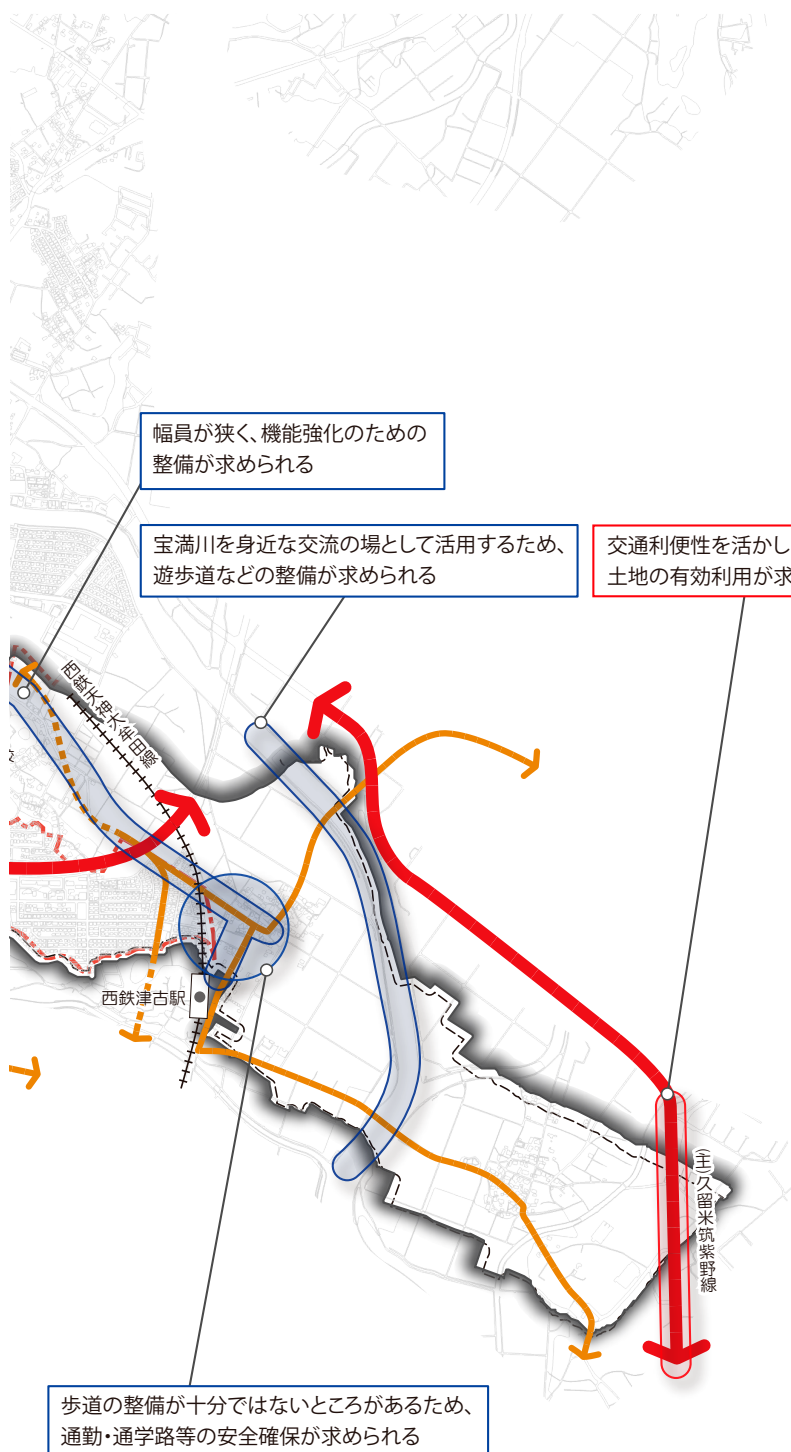 幅員が狭く、機能強化のための
整備が求められる
宝満川を身近な交流の場として活用するため、
遊歩道などの整備が求められる
交通利便性を活かし
土地の有効利用が求
西鉄天神大牟田線
校
西鉄津古駅
(主)久留米筑紫野線
歩道の整備が十分ではないところがあるため、
通勤・通学路等の安全確保が求められる